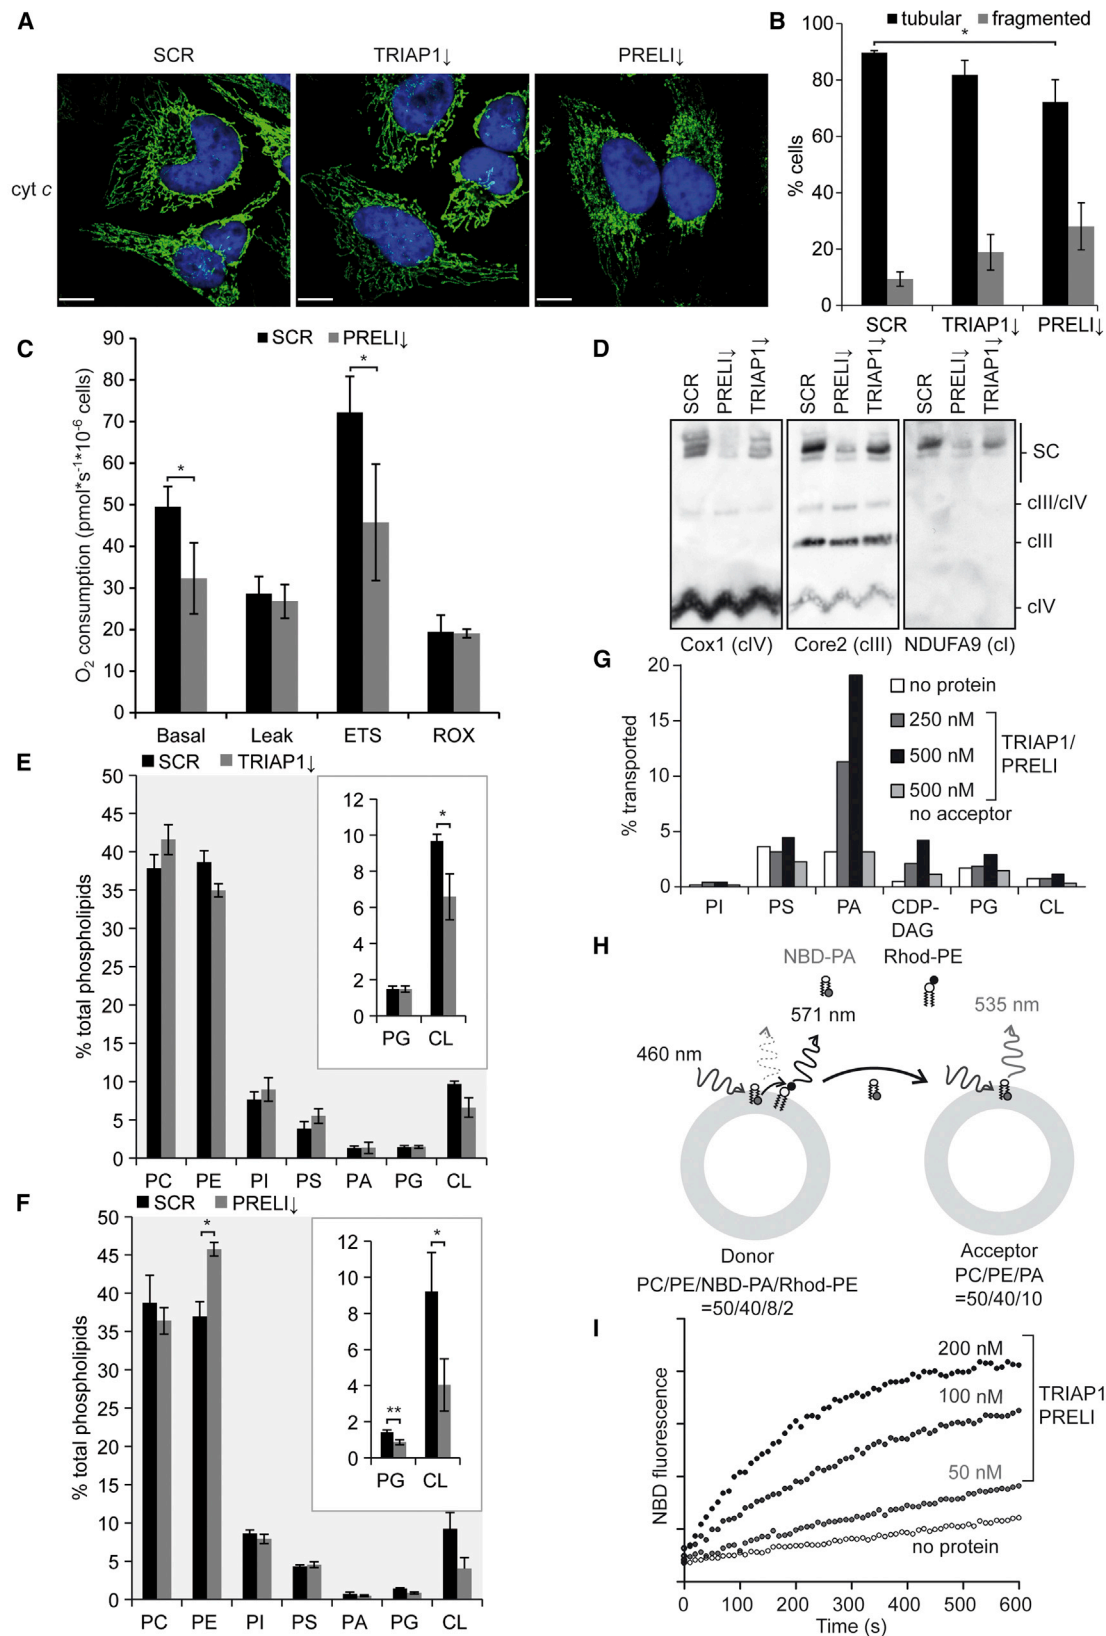 A
SCR
TRIAP1↓
PRELI↓
cyt c
B
tubular
fragmented
*
% cells
100
80
60
40
20
0
SCR
TRIAP1↓
PRELI↓
C
SCR
PRELI↓
O2 consumption (pmol*s-1*10-6 cells)
90
80
70
60
50
40
30
20
10
0
*
*
Basal
Leak
ETS
ROX
D
SCR
PRELI↓
TRIAP1↓
SCR
PRELI↓
TRIAP1↓
SCR
PRELI↓
TRIAP1↓
SC
cIII/cIV
cIII
cIV
Cox1 (cIV)
Core2 (cIII)
NDUFA9 (cI)
E
SCR
TRIAP1↓
% total phospholipids
50
45
40
35
30
25
20
15
10
5
0
PC
PE
PI
PS
PA
PG
CL
12
10
8
6
4
2
0
*
PG
CL
F
SCR
PRELI↓
% total phospholipids
50
45
40
35
30
25
20
15
10
5
0
*
PC
PE
PI
PS
PA
PG
CL
12
10
8
6
4
2
0
**
*
PG
CL
G
% transported
20
15
10
5
0
no protein
250 nM
500 nM
500 nM
no acceptor
TRIAP1/
PRELI
PI
PS
PA
CDP-
DAG
PG
CL
H
NBD-PA
Rhod-PE
460 nm
571 nm
535 nm
Donor
PC/PE/NBD-PA/Rhod-PE
=50/40/8/2
Acceptor
PC/PE/PA
=50/40/10
I
NBD fluorescence
200 nM
100 nM
50 nM
no protein
TRIAP1
PRELI
0
100
200
300
400
500
600
Time (s)